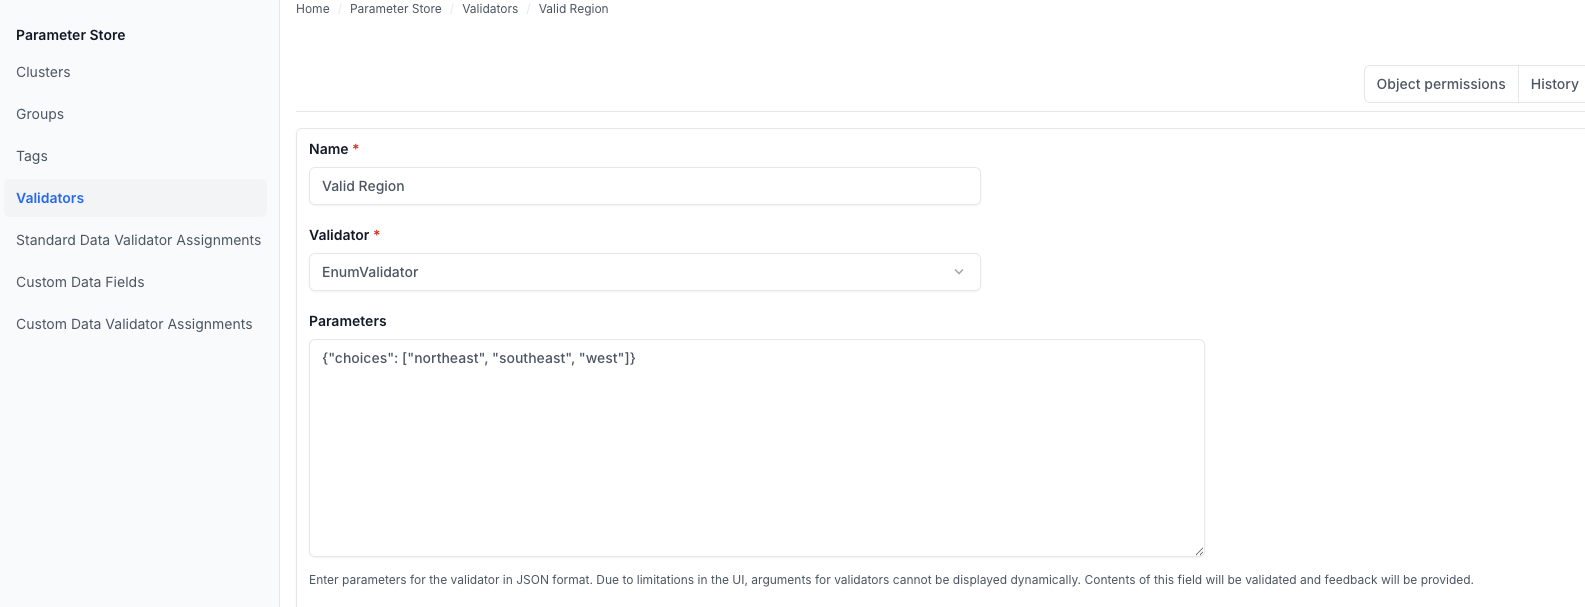 Home / Parameter Store / Validators / Valid Region
Parameter Store
Clusters
Groups
Tags
Validators
Standard Data Validator Assignments
Custom Data Fields
Custom Data Validator Assignments
Object permissions
History
Name *
Valid Region
Validator *
EnumValidator
Parameters
{"choices": ["northeast", "southeast", "west"]}
Enter parameters for the validator in JSON format. Due to limitations in the UI, arguments for validators cannot be displayed dynamically. Contents of this field will be validated and feedback will be provided.